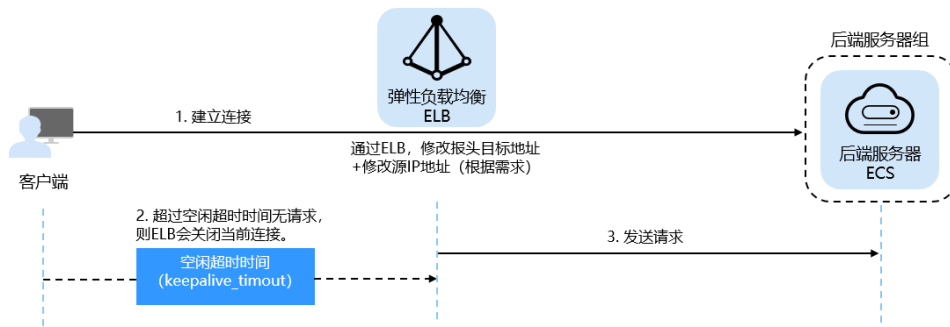 后端服务器组
弹性负载均衡
ELB
1. 建立连接
后端服务器
ECS
通过ELB，修改报头目标地址
+修改源IP地址（根据需求）
客户端
2. 超过空闲超时时间无请求，
则ELB会关闭当前连接。
3. 发送请求
空闲超时时间
（keepalive_timout）